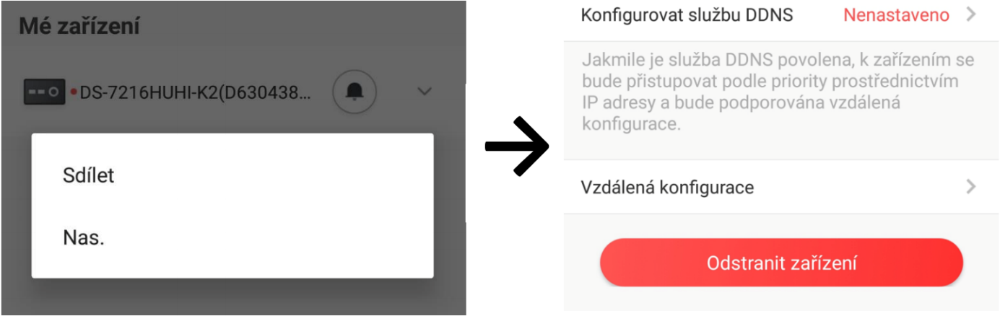 Mé zařízení
DS-7216HUHI-K2(D630438...
Sdílet
Nas.
Konfigurovat službu DDNS Nenastaveno
Jakmile je služba DDNS povolena, k zařízením se
bude přistupovat podle priority prostřednictvím
IP adresy a bude podporována vzdálená
konfigurace.
Vzdálená konfigurace
Odstranit zařízení